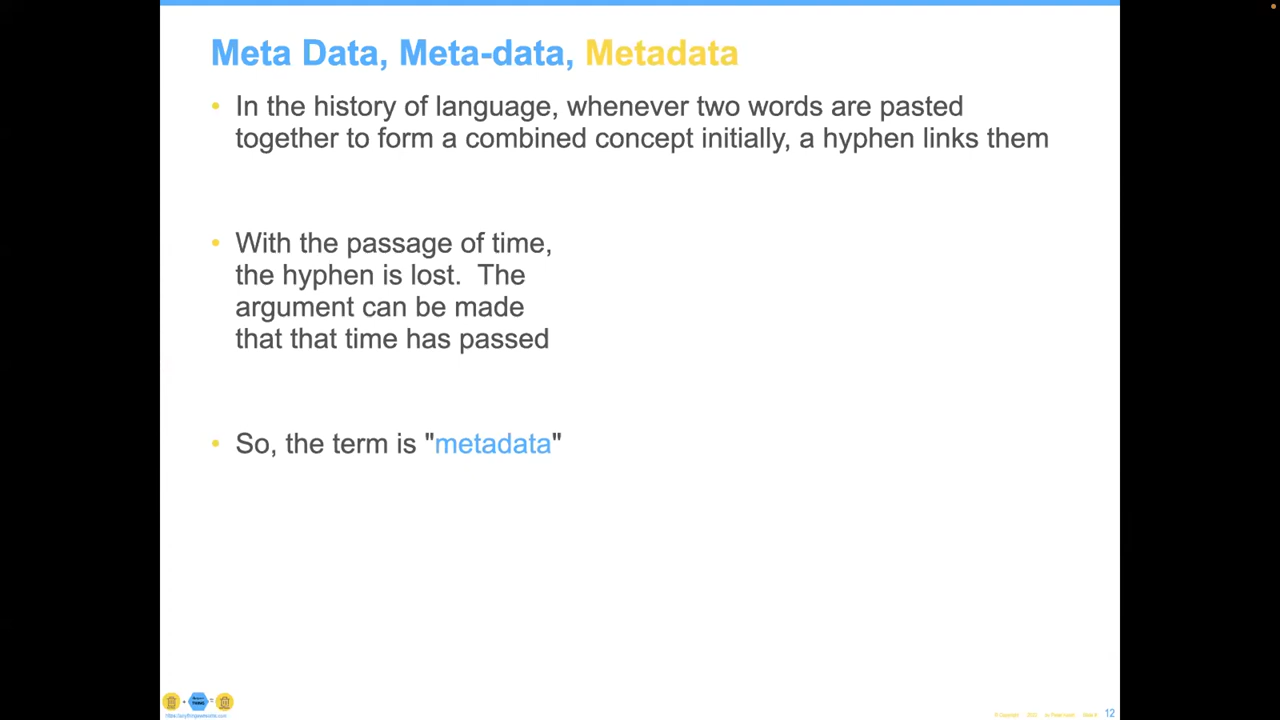 Meta Data, Meta-data, Metadata
• In the history of language, whenever two words are pasted
together to form a combined concept initially, a hyphen links them
• With the passage of time,
the hyphen is lost.  The
argument can be made
that that time has passed
• So, the term is "metadata"
© Copyright
12